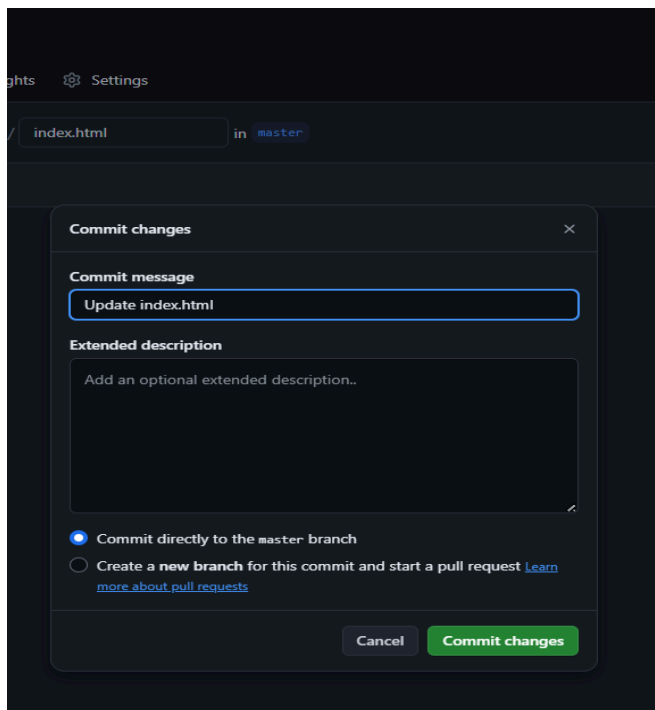 ghts Settings
/ index.html in master
Commit changes
Commit message
Update index.html
Extended description
Add an optional extended description..
Commit directly to the master branch
Create a new branch for this commit and start a pull request Learn
more about pull requests
Cancel Commit changes